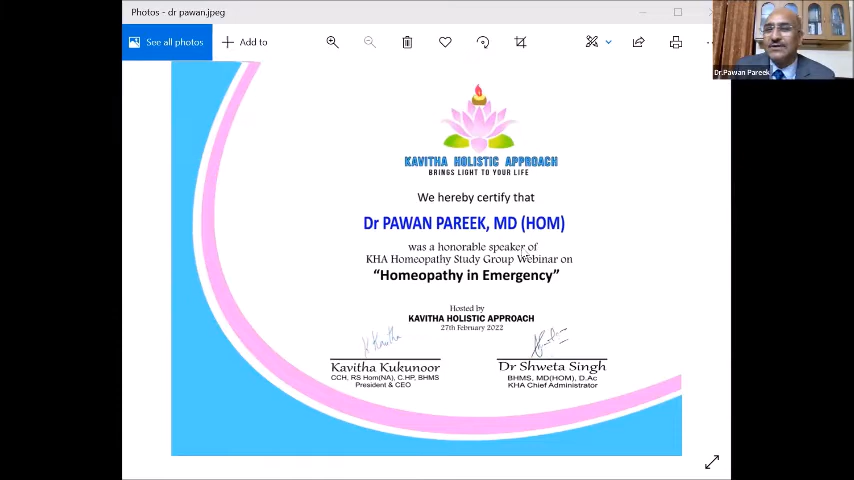 Photos - dr pawan.jpeg
See all photos
Add to
Dr.Pawan Pareek
KAVITHA HOLISTIC APPROACH
BRINGS LIGHT TO YOUR LIFE
We hereby certify that
Dr PAWAN PAREEK, MD (HOM)
was a honorable speaker of
KHA Homeopathy Study Group Webinar on
“Homeopathy in Emergency”
Hosted by
KAVITHA HOLISTIC APPROACH
27th February 2022
K Kavitha
Kavitha Kukunoor
CCH, RS Hom(NA), C.HP, BHMS
President & CEO
Dr Shweta Singh
BHMS, MD(HOM), D.Ac
KHA Chief Administrator